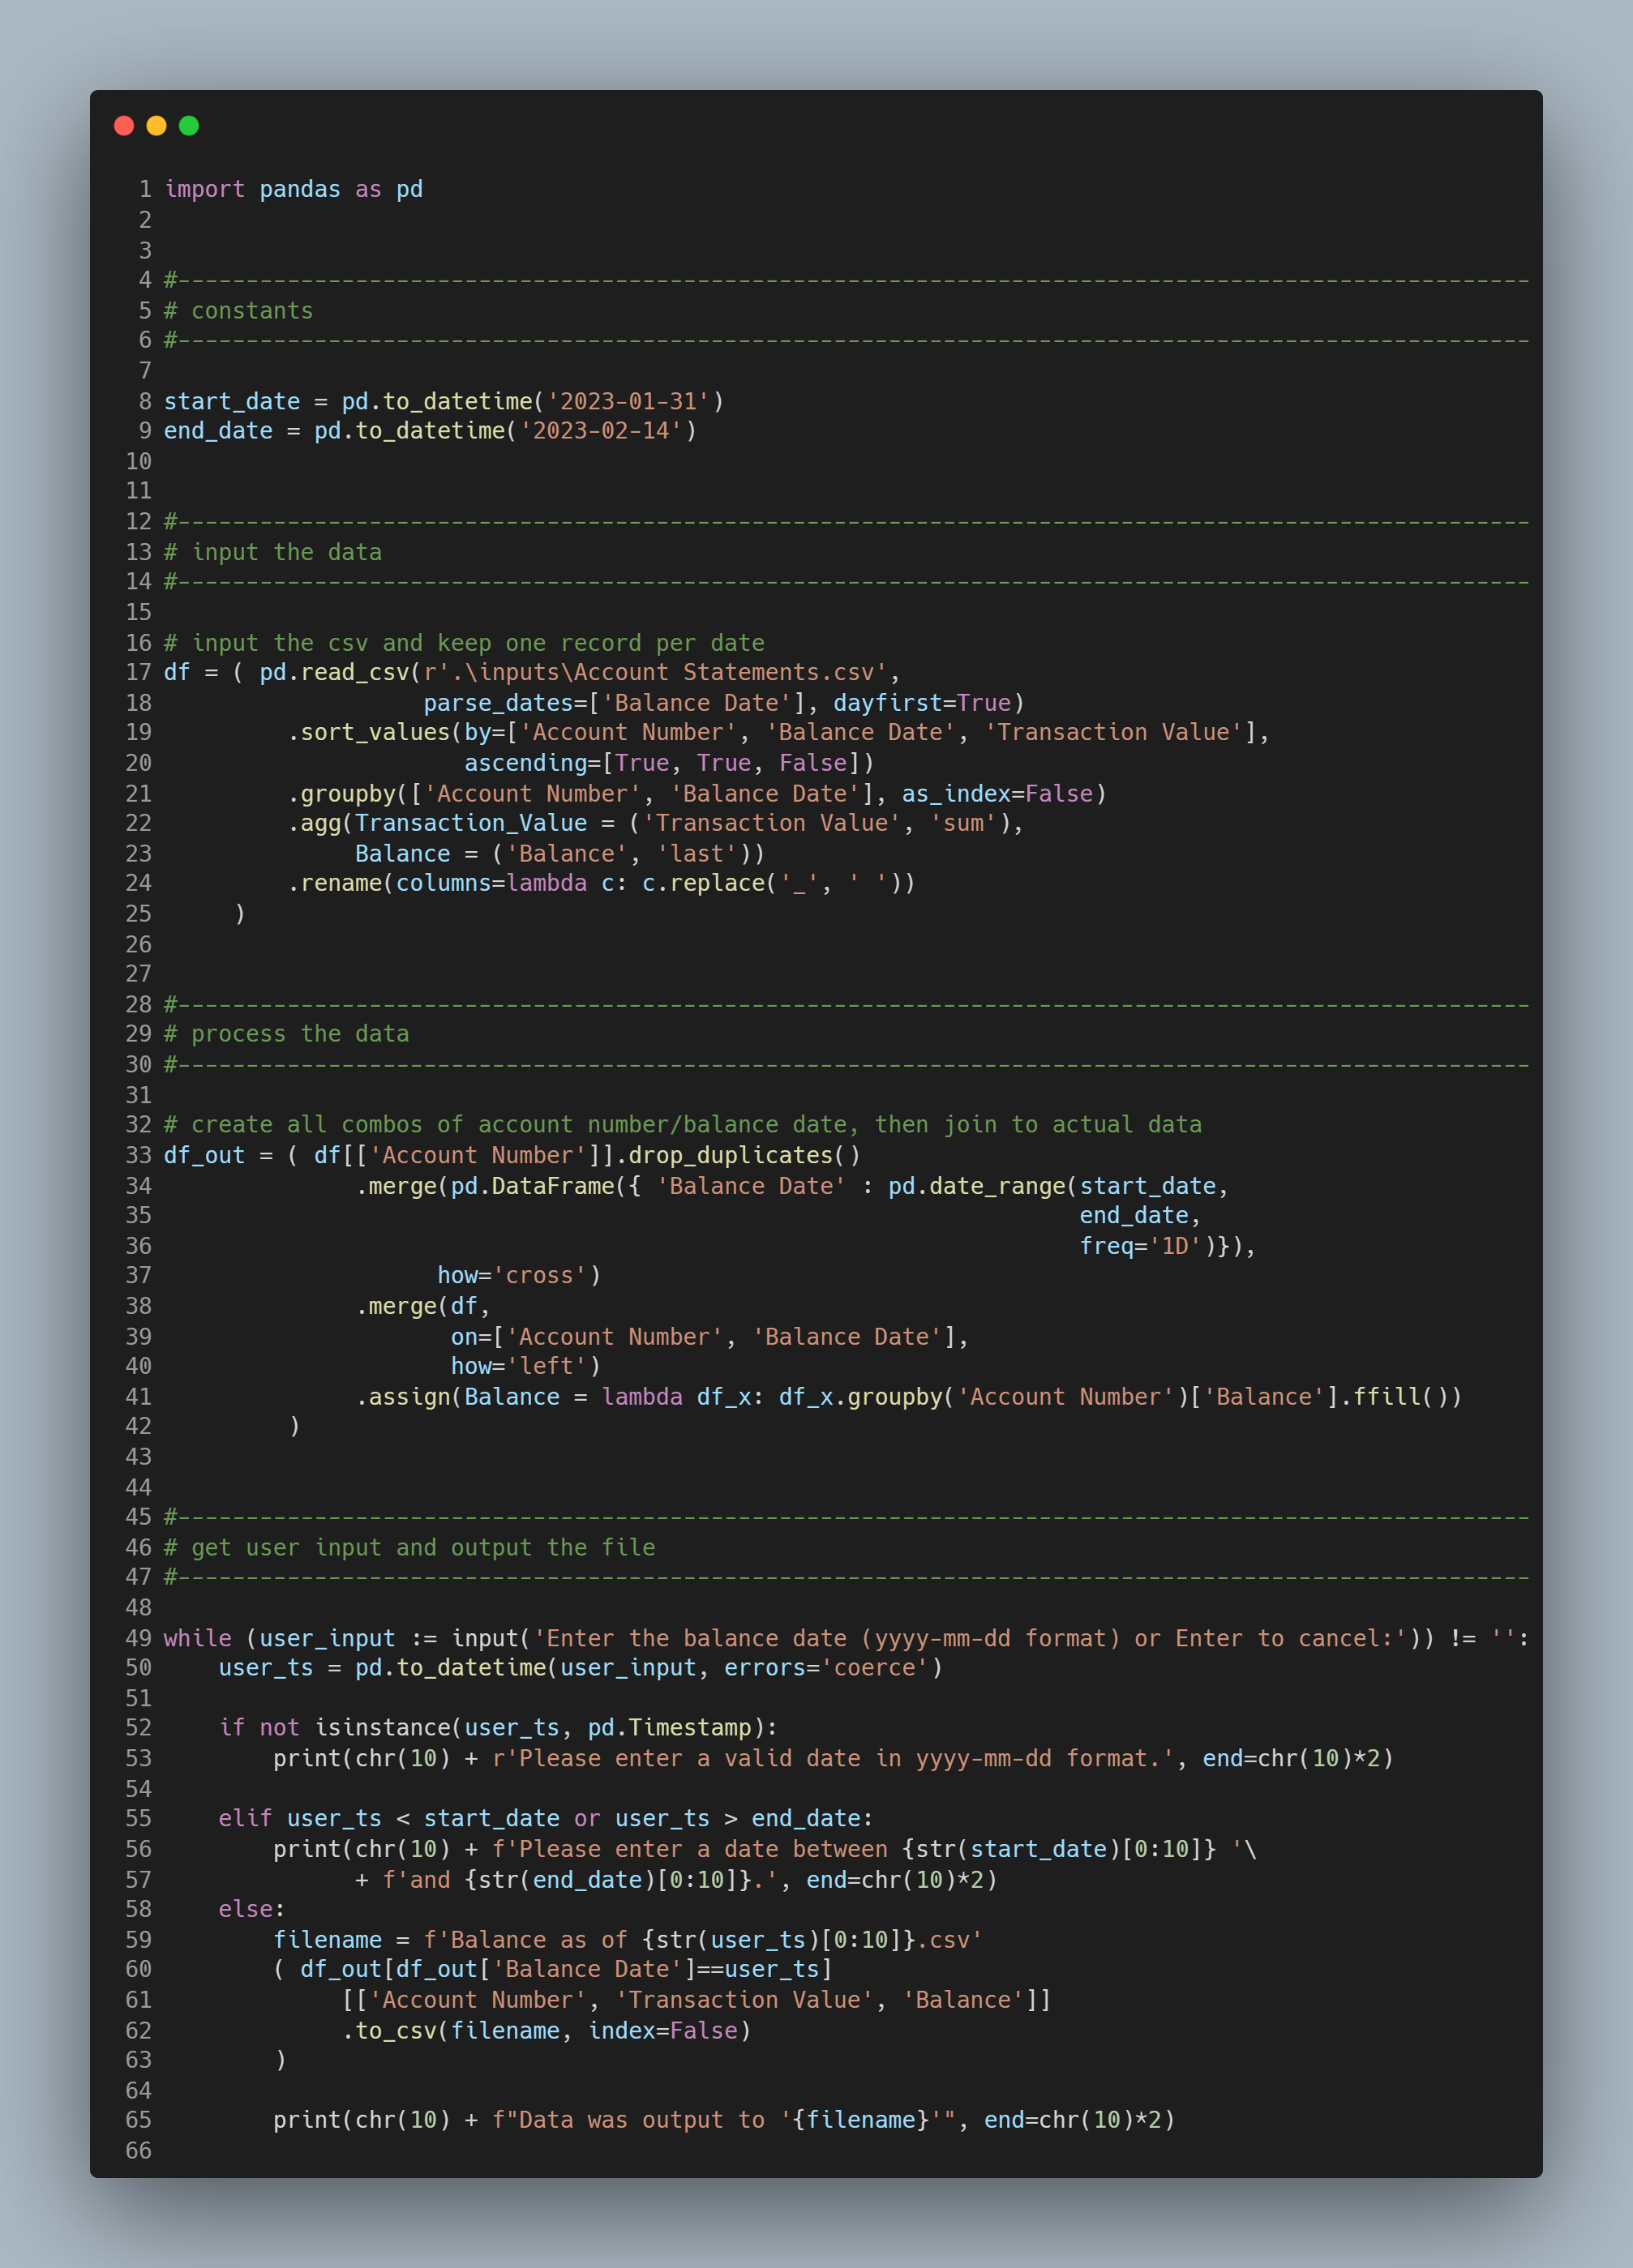 1 import pandas as pd
2
3
4 #---------------------------------------------------------------------------------------------------
5 # constants
6 #---------------------------------------------------------------------------------------------------
7
8 start_date = pd.to_datetime('2023-01-31')
9 end_date = pd.to_datetime('2023-02-14')
10
11
12 #---------------------------------------------------------------------------------------------------
13 # input the data
14 #---------------------------------------------------------------------------------------------------
15
16 # input the csv and keep one record per date
17 df = ( pd.read_csv(r'.\inputs\Account Statements.csv',
18                    parse_dates=['Balance Date'], dayfirst=True)
19          .sort_values(by=['Account Number', 'Balance Date', 'Transaction Value'],
20                       ascending=[True, True, False])
21          .groupby(['Account Number', 'Balance Date'], as_index=False)
22          .agg(Transaction_Value = ('Transaction Value', 'sum'),
23               Balance = ('Balance', 'last'))
24          .rename(columns=lambda c: c.replace('_', ' '))
25      )
26
27
28 #---------------------------------------------------------------------------------------------------
29 # process the data
30 #---------------------------------------------------------------------------------------------------
31
32 # create all combos of account number/balance date, then join to actual data
33 df_out = ( df[['Account Number']].drop_duplicates()
34               .merge(pd.DataFrame({ 'Balance Date' : pd.date_range(start_date,
35                                                                    end_date,
36                                                                    freq='1D')}),
37                     how='cross')
38               .merge(df,
39                      on=['Account Number', 'Balance Date'],
40                      how='left')
41               .assign(Balance = lambda df_x: df_x.groupby('Account Number')['Balance'].ffill())
42          )
43
44
45 #---------------------------------------------------------------------------------------------------
46 # get user input and output the file
47 #---------------------------------------------------------------------------------------------------
48
49 while (user_input := input('Enter the balance date (yyyy-mm-dd format) or Enter to cancel:')) != '':
50     user_ts = pd.to_datetime(user_input, errors='coerce')
51
52     if not isinstance(user_ts, pd.Timestamp):
53         print(chr(10) + r'Please enter a valid date in yyyy-mm-dd format.', end=chr(10)*2)
54
55     elif user_ts < start_date or user_ts > end_date:
56         print(chr(10) + f'Please enter a date between {str(start_date)[0:10]} '\
57               + f'and {str(end_date)[0:10]}.', end=chr(10)*2)
58     else:
59         filename = f'Balance as of {str(user_ts)[0:10]}.csv'
60         ( df_out[df_out['Balance Date']==user_ts]
61              [['Account Number', 'Transaction Value', 'Balance']]
62              .to_csv(filename, index=False)
63         )
64
65         print(chr(10) + f"Data was output to '{filename}'", end=chr(10)*2)
66